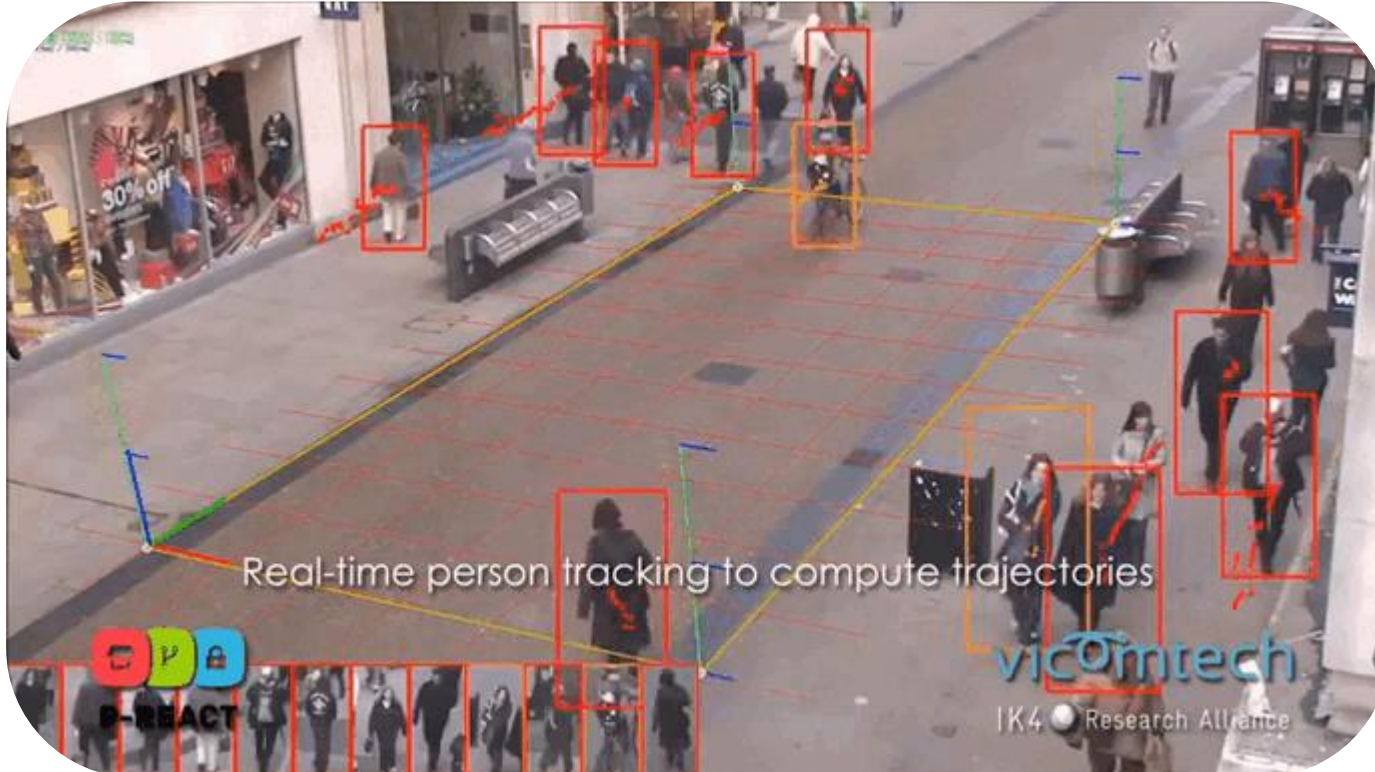 30% off
Real-time person tracking to compute trajectories
P-REACT
vicomtech
IK4 Research Alliance